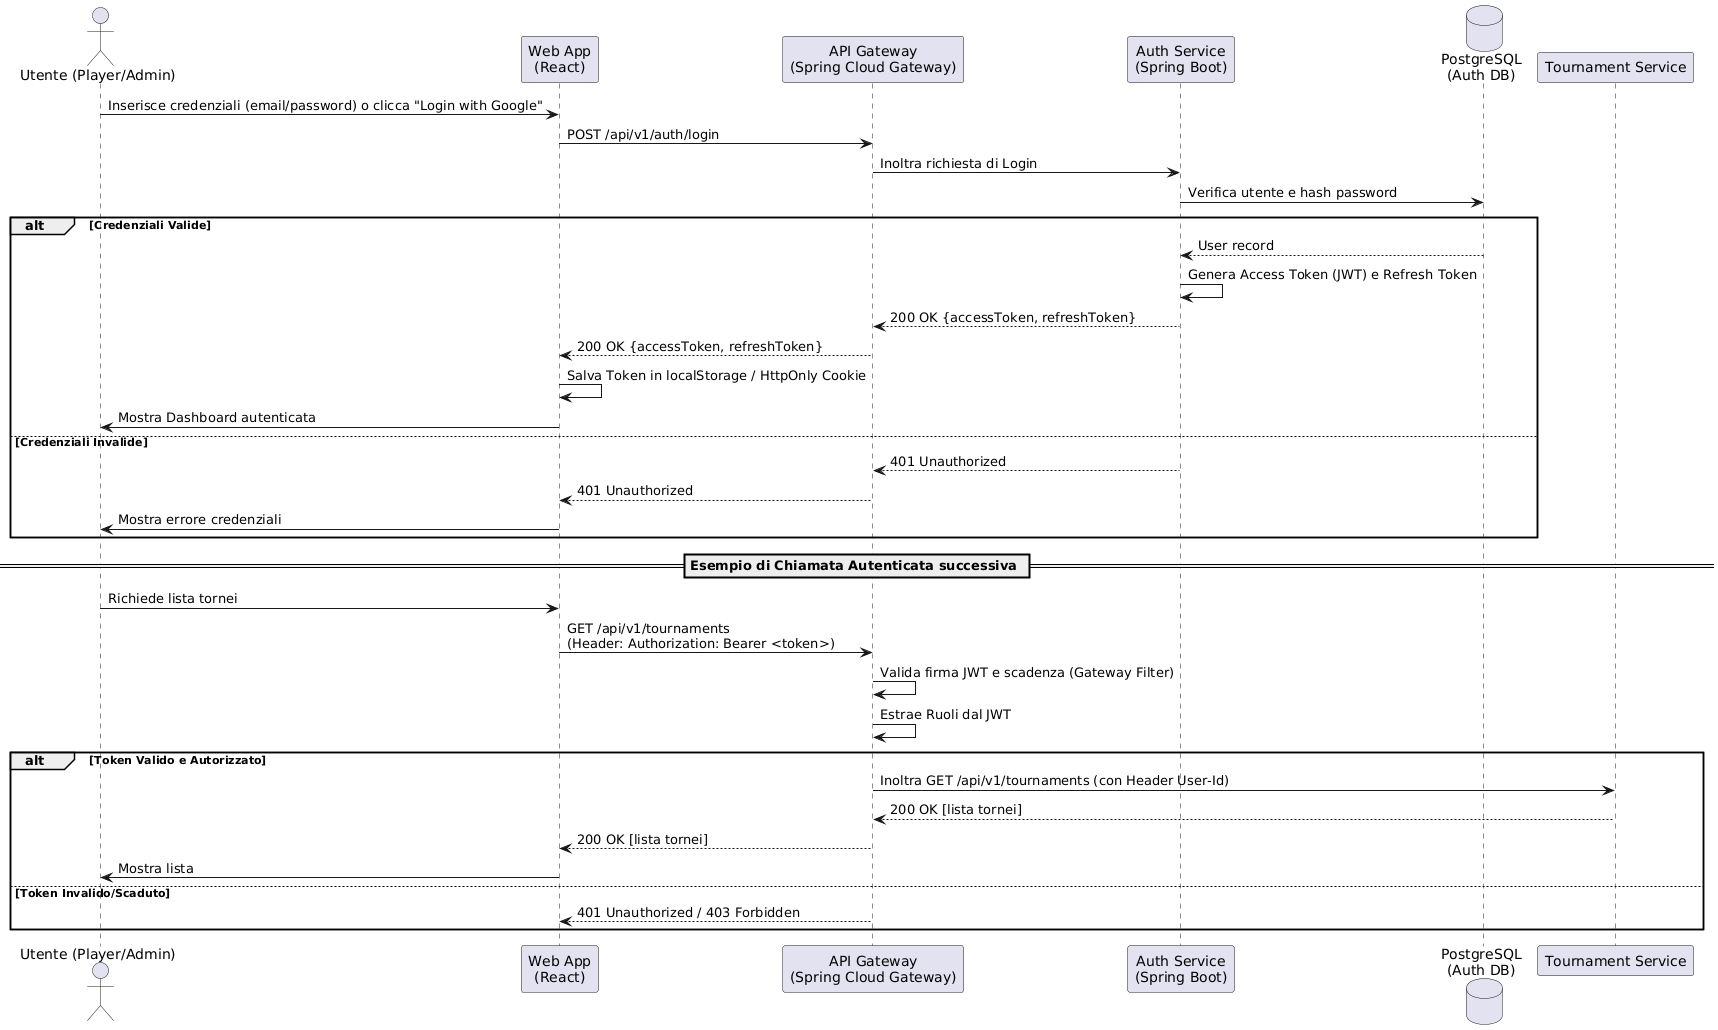 Utente (Player/Admin)
Web App
(React)
API Gateway
(Spring Cloud Gateway)
Auth Service
(Spring Boot)
PostgreSQL
(Auth DB)
Tournament Service
Inserisce credenziali (email/password) o clicca "Login with Google"
POST /api/v1/auth/login
Inoltra richiesta di Login
Verifica utente e hash password
alt
[Credenziali Valide]
User record
Genera Access Token (JWT) e Refresh Token
200 OK {accessToken, refreshToken}
200 OK {accessToken, refreshToken}
Salva Token in localStorage / HttpOnly Cookie
Mostra Dashboard autenticata
[Credenziali Invalide]
401 Unauthorized
401 Unauthorized
Mostra errore credenziali
Esempio di Chiamata Autenticata successiva
Richiede lista tornei
GET /api/v1/tournaments
(Header: Authorization: Bearer <token>)
Valida firma JWT e scadenza (Gateway Filter)
Estrae Ruoli dal JWT
alt
[Token Valido e Autorizzato]
Inoltra GET /api/v1/tournaments (con Header User-Id)
200 OK [lista tornei]
200 OK [lista tornei]
Mostra lista
[Token Invalido/Scaduto]
401 Unauthorized / 403 Forbidden
Utente (Player/Admin)
Web App
(React)
API Gateway
(Spring Cloud Gateway)
Auth Service
(Spring Boot)
PostgreSQL
(Auth DB)
Tournament Service